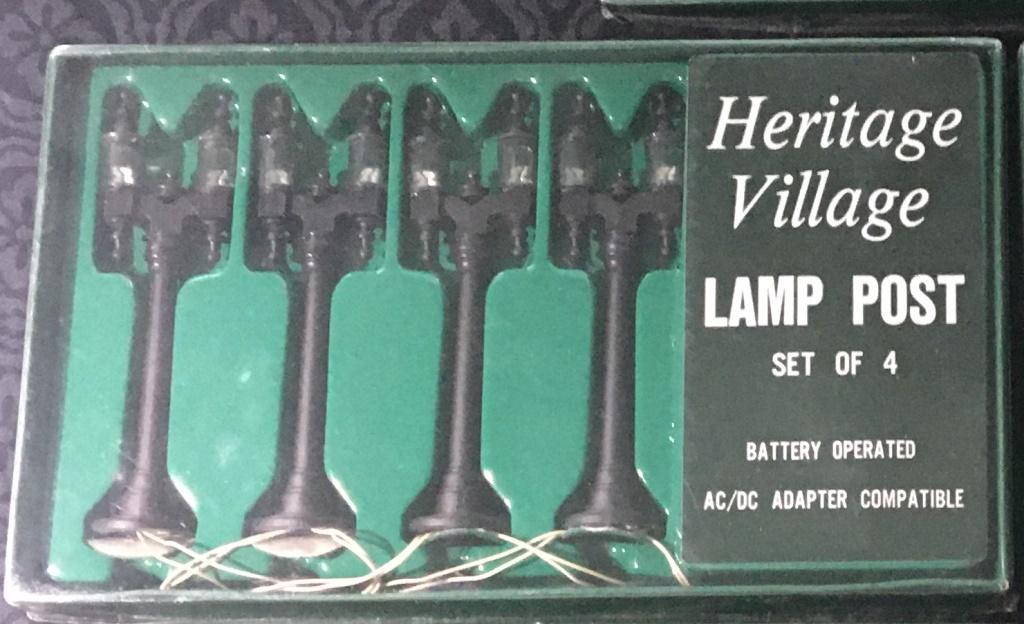 Heritage
Village
LAMP POST
SET OF 4
BATTERY OPERATED
AC/DC ADAPTER COMPATIBLE